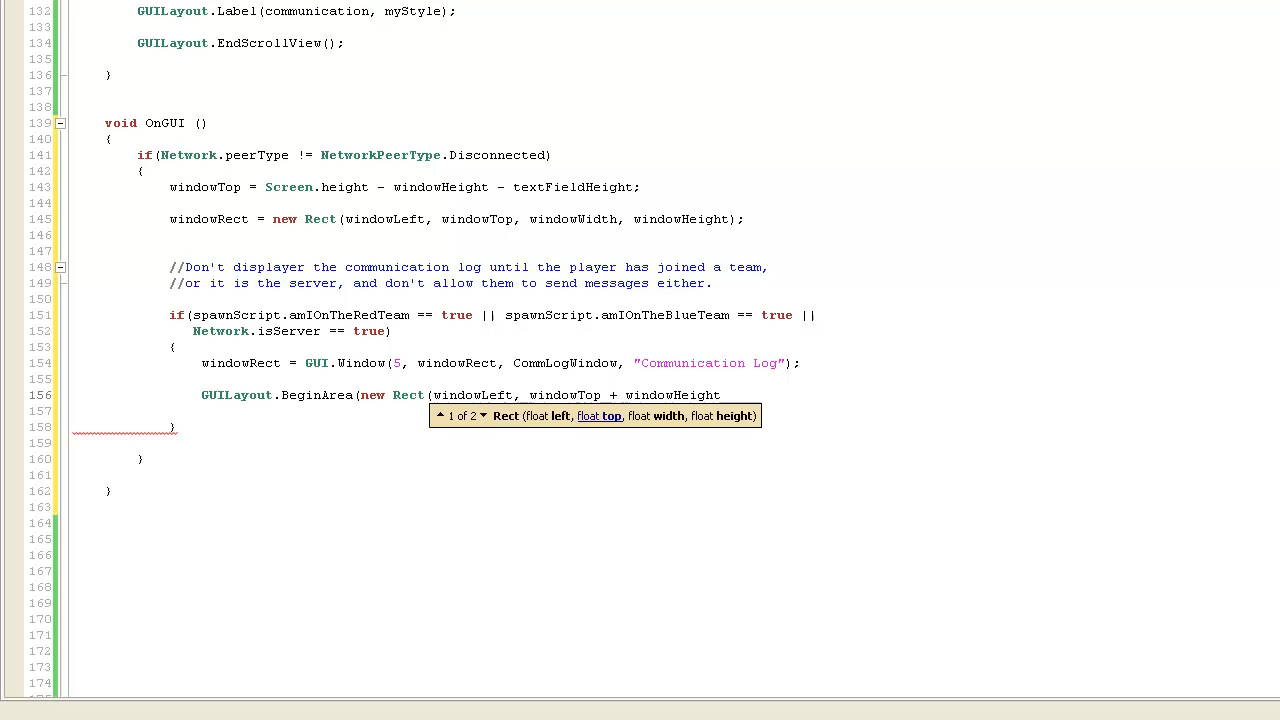 132 GUILayout.Label(communication, myStyle);
133
134 GUILayout.EndScrollView();
135
136 }
137
138
139 void OnGUI ()
140 {
141 if(Network.peerType != NetworkPeerType.Disconnected)
142 {
143 windowTop = Screen.height - windowHeight - textFieldHeight;
144
145 windowRect = new Rect(windowLeft, windowTop, windowWidth, windowHeight);
146
147
148 //Don't displayer the communication log until the player has joined a team,
149 //or it is the server, and don't allow them to send messages either.
150
151 if(spawnScript.amIOnTheRedTeam == true || spawnScript.amIOnTheBlueTeam == true ||
152 Network.isServer == true)
153 {
154 windowRect = GUI.Window(5, windowRect, CommLogWindow, "Communication Log");
155
156 GUILayout.BeginArea(new Rect(windowLeft, windowTop + windowHeight
157 1 of 2 Rect (float left, float top, float width, float height)
158 }
159
160 }
161
162 }
163
164
165
166
167
168
169
170
171
172
173
174